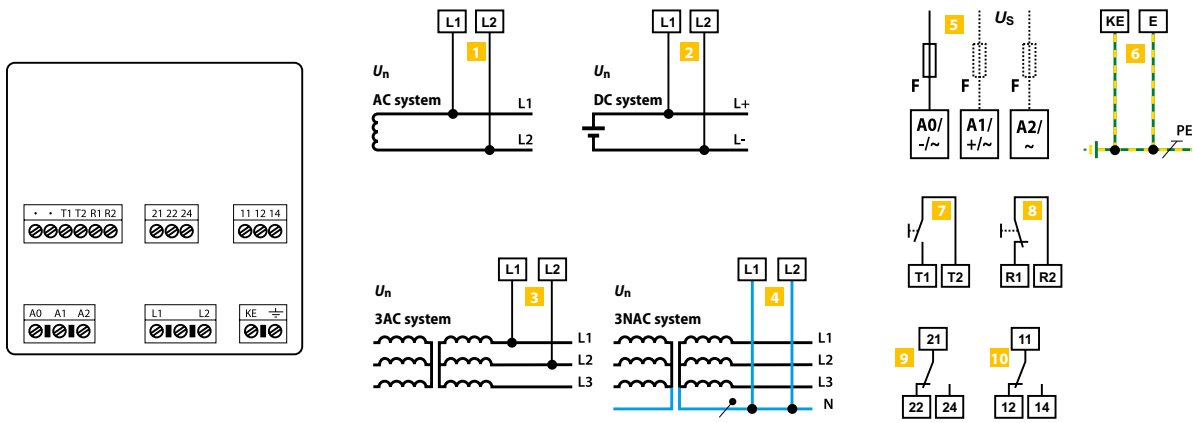 • • T1 T2 R1 R2
21 22 24
11 12 14
A0 A1 A2
L1 L2
KE
L1 L2
1
Un
AC system
L1
L2
L1 L2
2
Un
DC system
L+
L-
L1 L2
3
Un
3AC system
L1
L2
L3
L1 L2
4
Un
3NAC system
L1
L2
L3
N
5
US
F F F
A0/ A1/ A2/
-/~ +/~ ~
KE E
6
PE
7
T1 T2
8
R1 R2
9
21
22 24
10
11
12 14